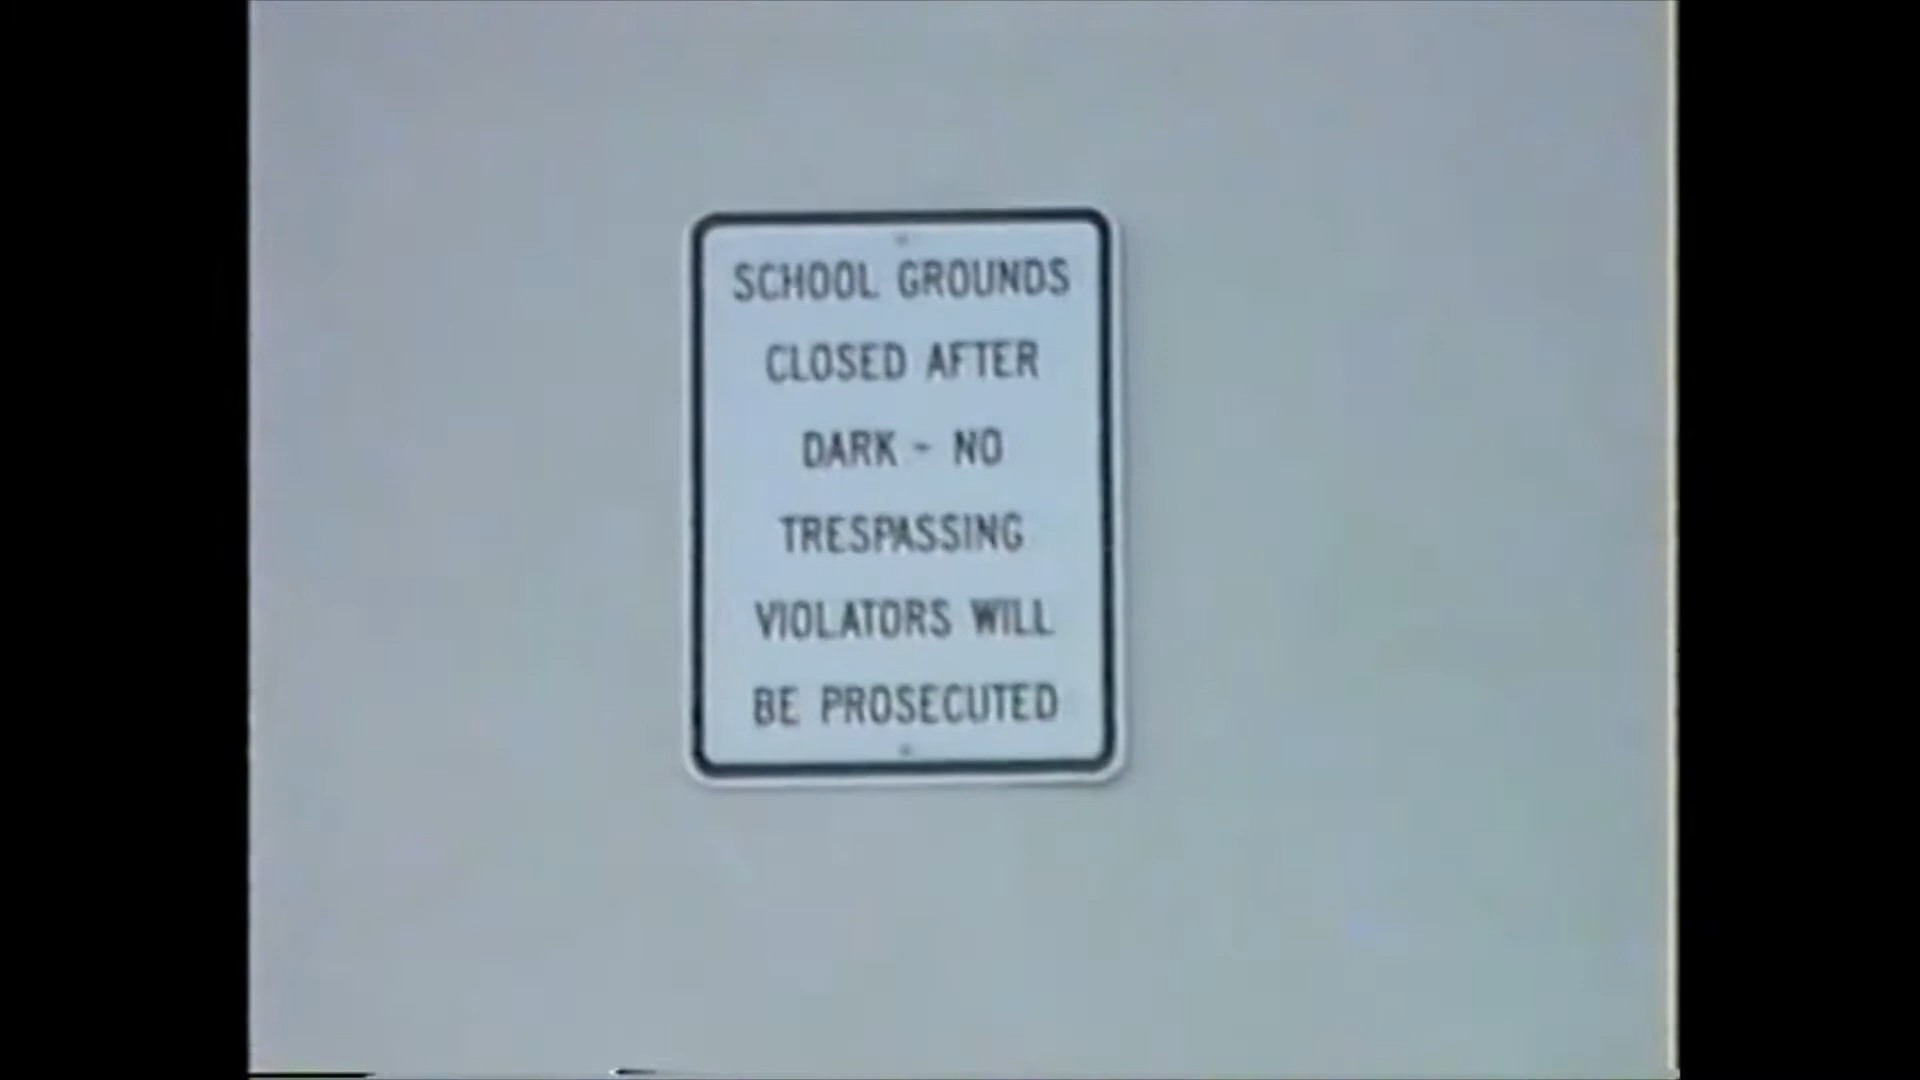 SCHOOL GROUNDS
CLOSED AFTER
DARK - NO
TRESPASSING
VIOLATORS WILL
BE PROSECUTED